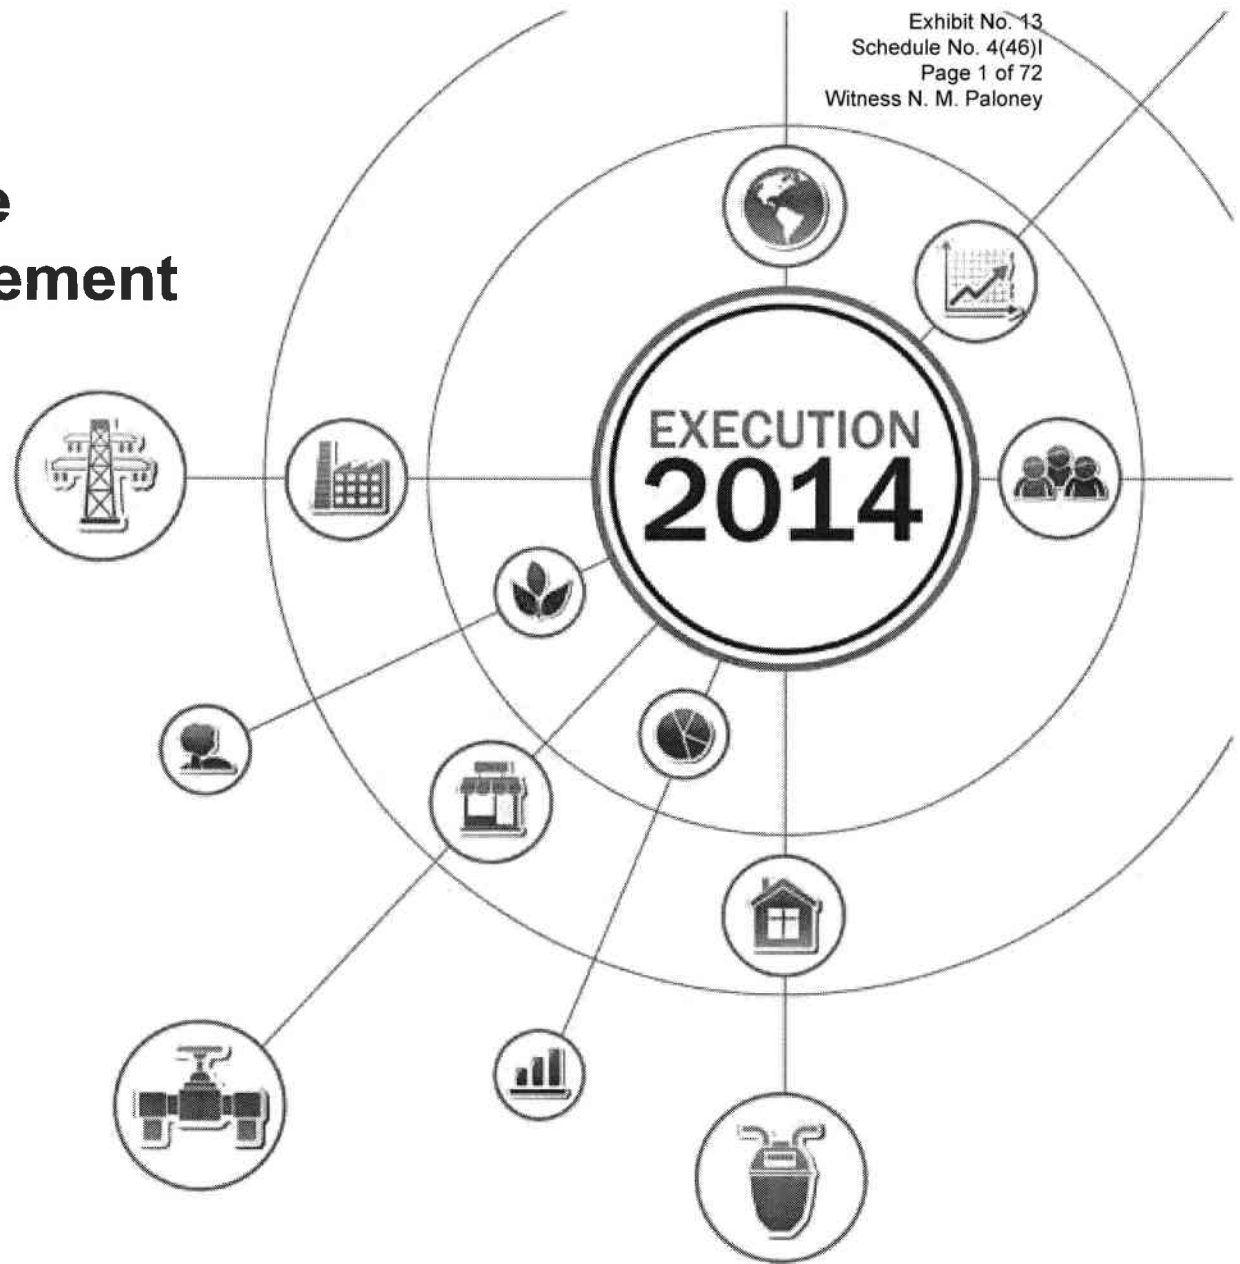 Exhibit No. 13
Schedule No. 4(46)I
Page 1 of 72
Witness N. M. Paloney
e
ement
EXECUTION
2014